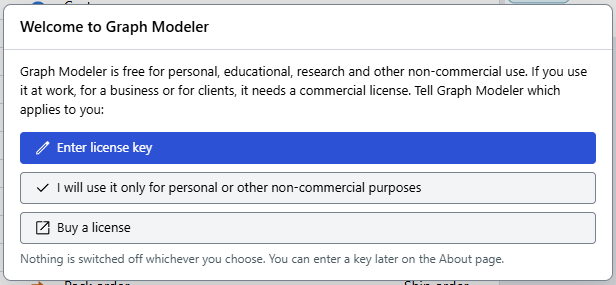 Welcome to Graph Modeler
Graph Modeler is free for personal, educational, research and other non-commercial use. If you use
it at work, for a business or for clients, it needs a commercial license. Tell Graph Modeler which
applies to you:
Enter license key
I will use it only for personal or other non-commercial purposes
Buy a license
Nothing is switched off whichever you choose. You can enter a key later on the About page.